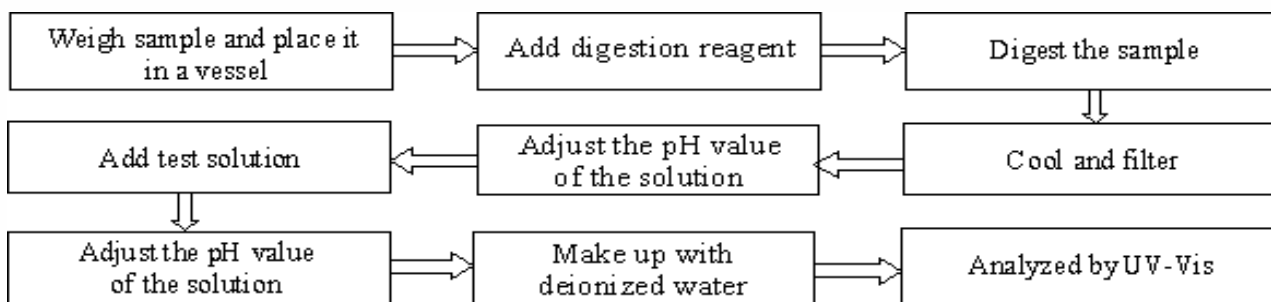 Weigh sample and place it
in a vessel
Add digestion reagent
Digest the sample
Cool and filter
Adjust the pH value
of the solution
Add test solution
Adjust the pH value
of the solution
Make up with
deionized water
Analyzed by UV-Vis